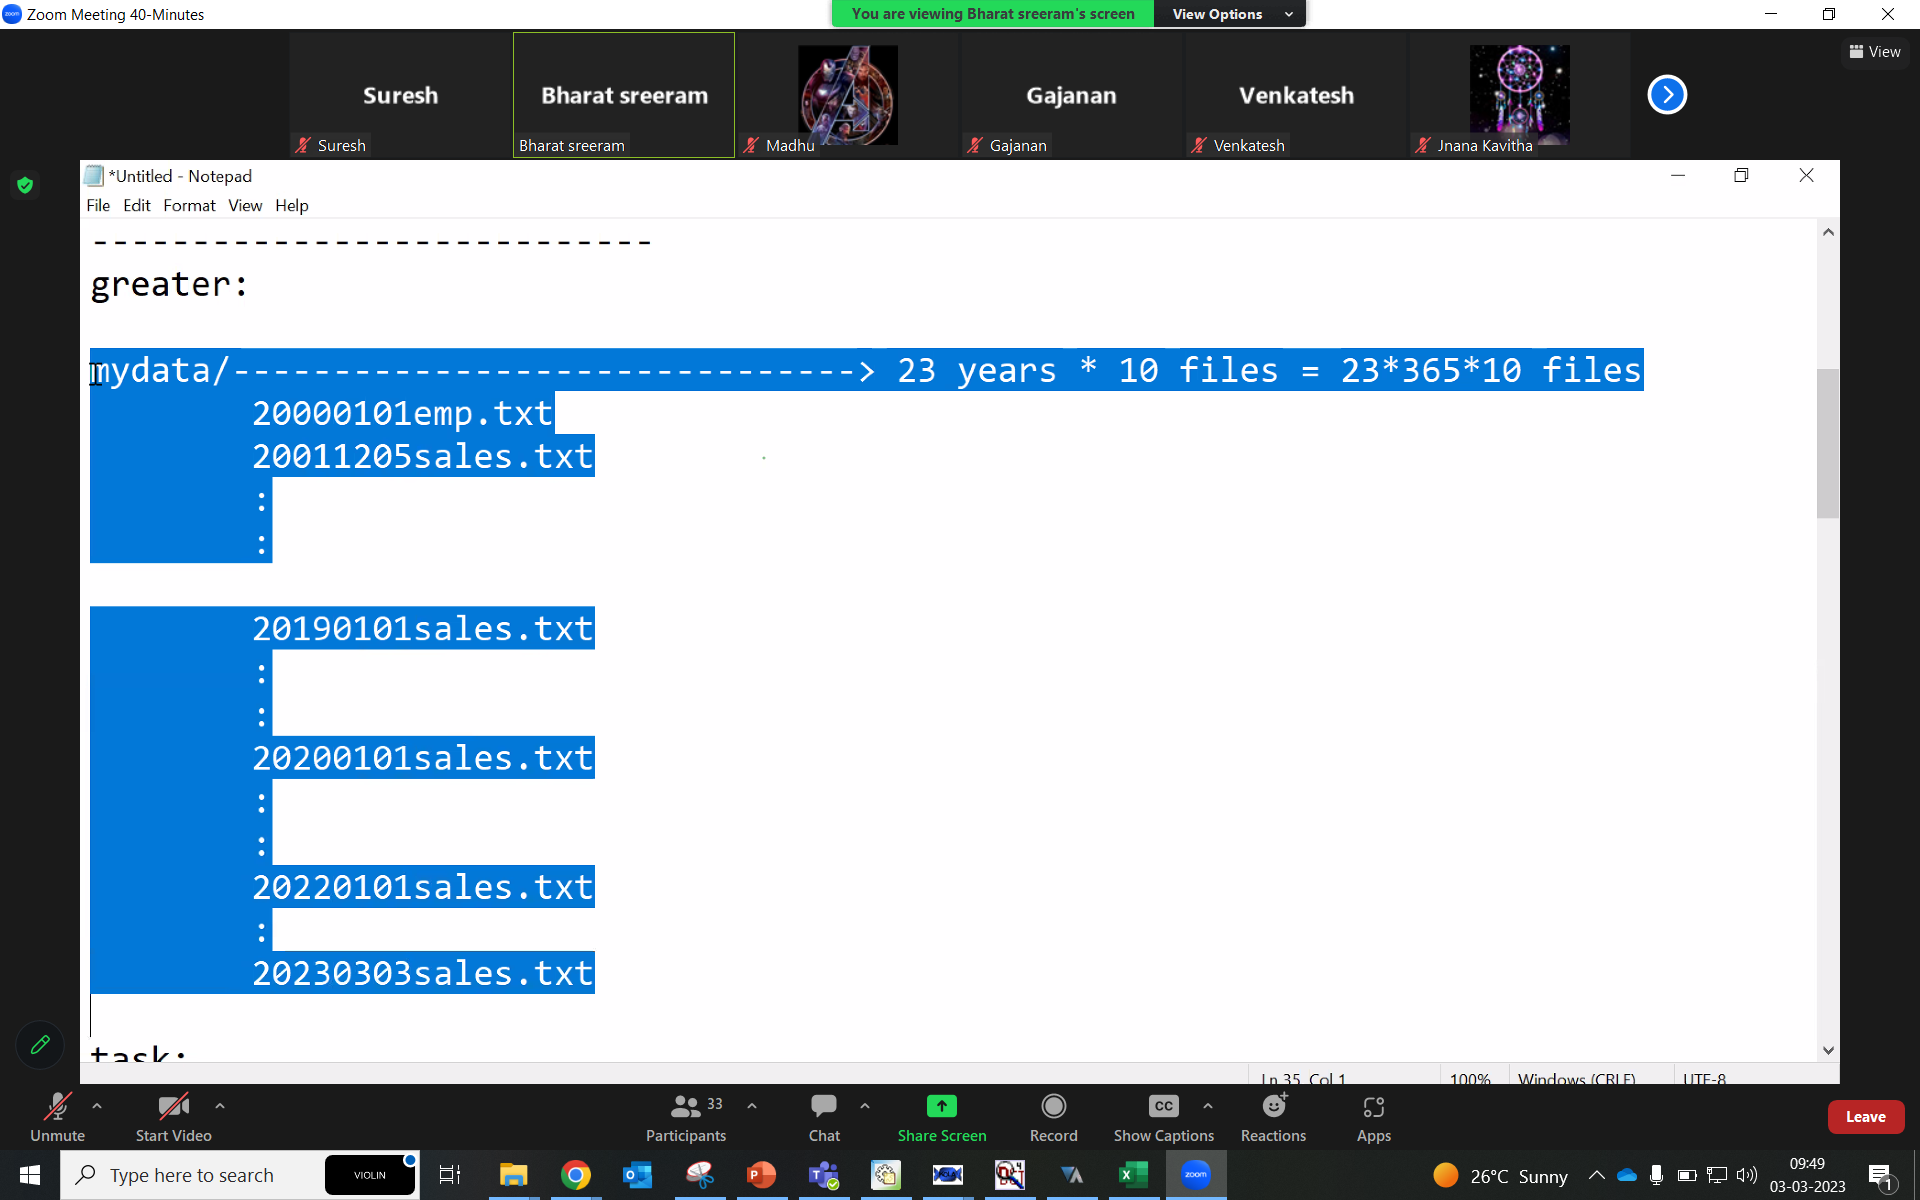 Zoom Meeting 40-Minutes
You are viewing Bharat sreeram's screen
View Options
View
Suresh
Bharat sreeram
Gajanan
Venkatesh
Suresh
Bharat sreeram
Madhu
Gajanan
Venkatesh
Jnana Kavitha
*Untitled - Notepad
File Edit Format View Help
----------------------------
greater:
mydata/-------------------------------> 23 years * 10 files = 23*365*10 files
20000101emp.txt
20011205sales.txt
:
:
20190101sales.txt
:
:
20200101sales.txt
:
:
20220101sales.txt
:
20230303sales.txt
task:
Ln 35, Col 1
100%
Windows (CRLF)
UTF-8
Unmute
Start Video
33
Participants
Chat
Share Screen
Record
CC
Show Captions
Reactions
Apps
Leave
Type here to search
VIOLIN
zoom
26°C Sunny
09:49
03-03-2023
1